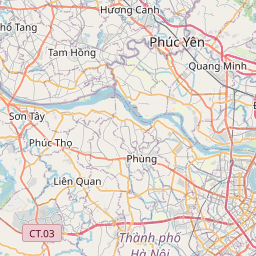 Hương Canh
ổ Tang
Phúc Yên
Tam Hồng
Quang Minh
Sơn Tây
Phúc Thọ
Phùng
Liên Quan
CT.03
Thành phố
Hà Nội